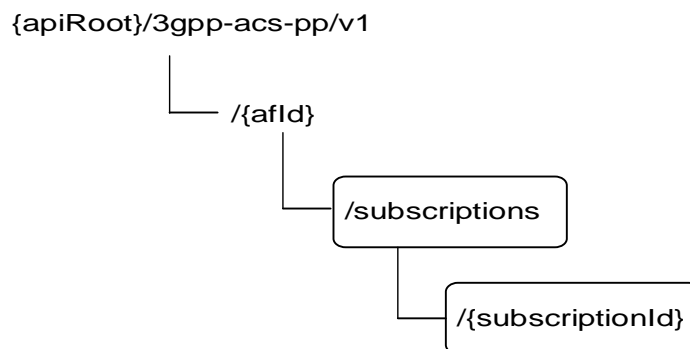 {apiRoot}/3gpp-acs-pp/v1
/{afId}
/subscriptions
/{subscriptionId}